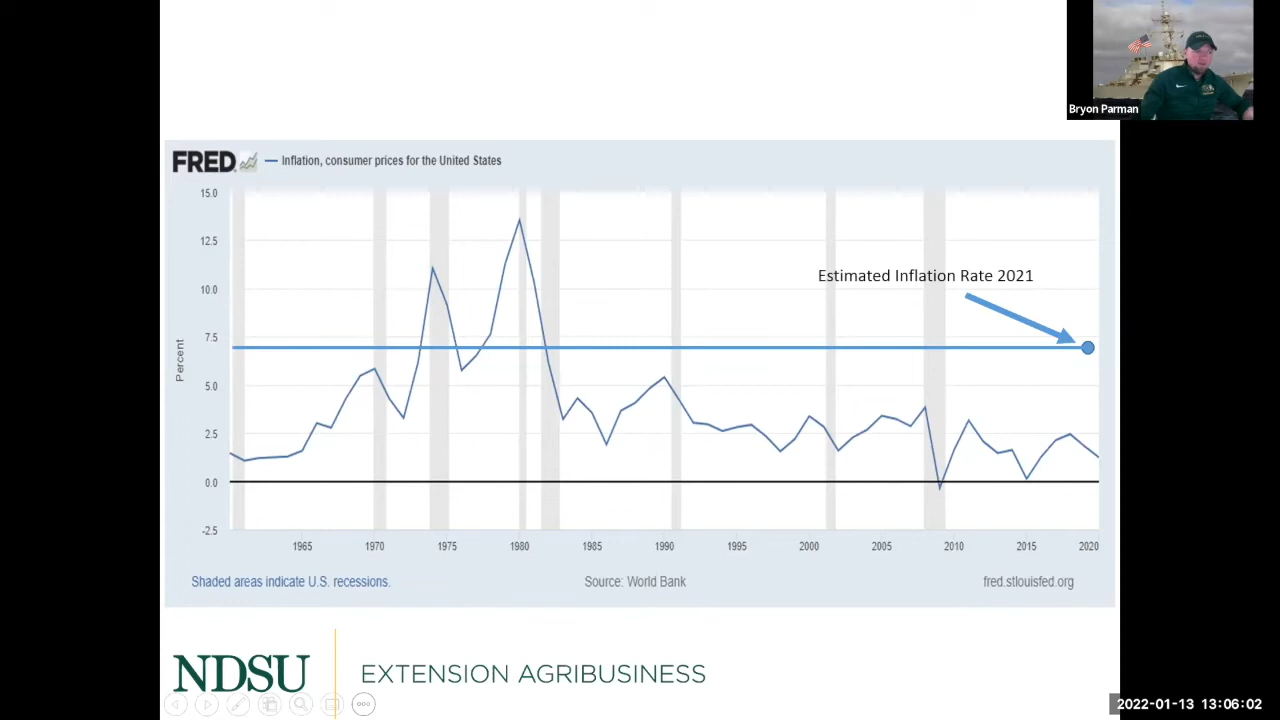 Bryon Parman
FRED
Inflation, consumer prices for the United States
15.0
12.5
10.0
7.5
5.0
2.5
0.0
-2.5
Percent
Estimated Inflation Rate 2021
1965 1970 1975 1980 1985 1990 1995 2000 2005 2010 2015 2020
Shaded areas indicate U.S. recessions. Source: World Bank fred.stlouisfed.org
NDSU EXTENSION AGRIBUSINESS
2022-01-13 13:06:02